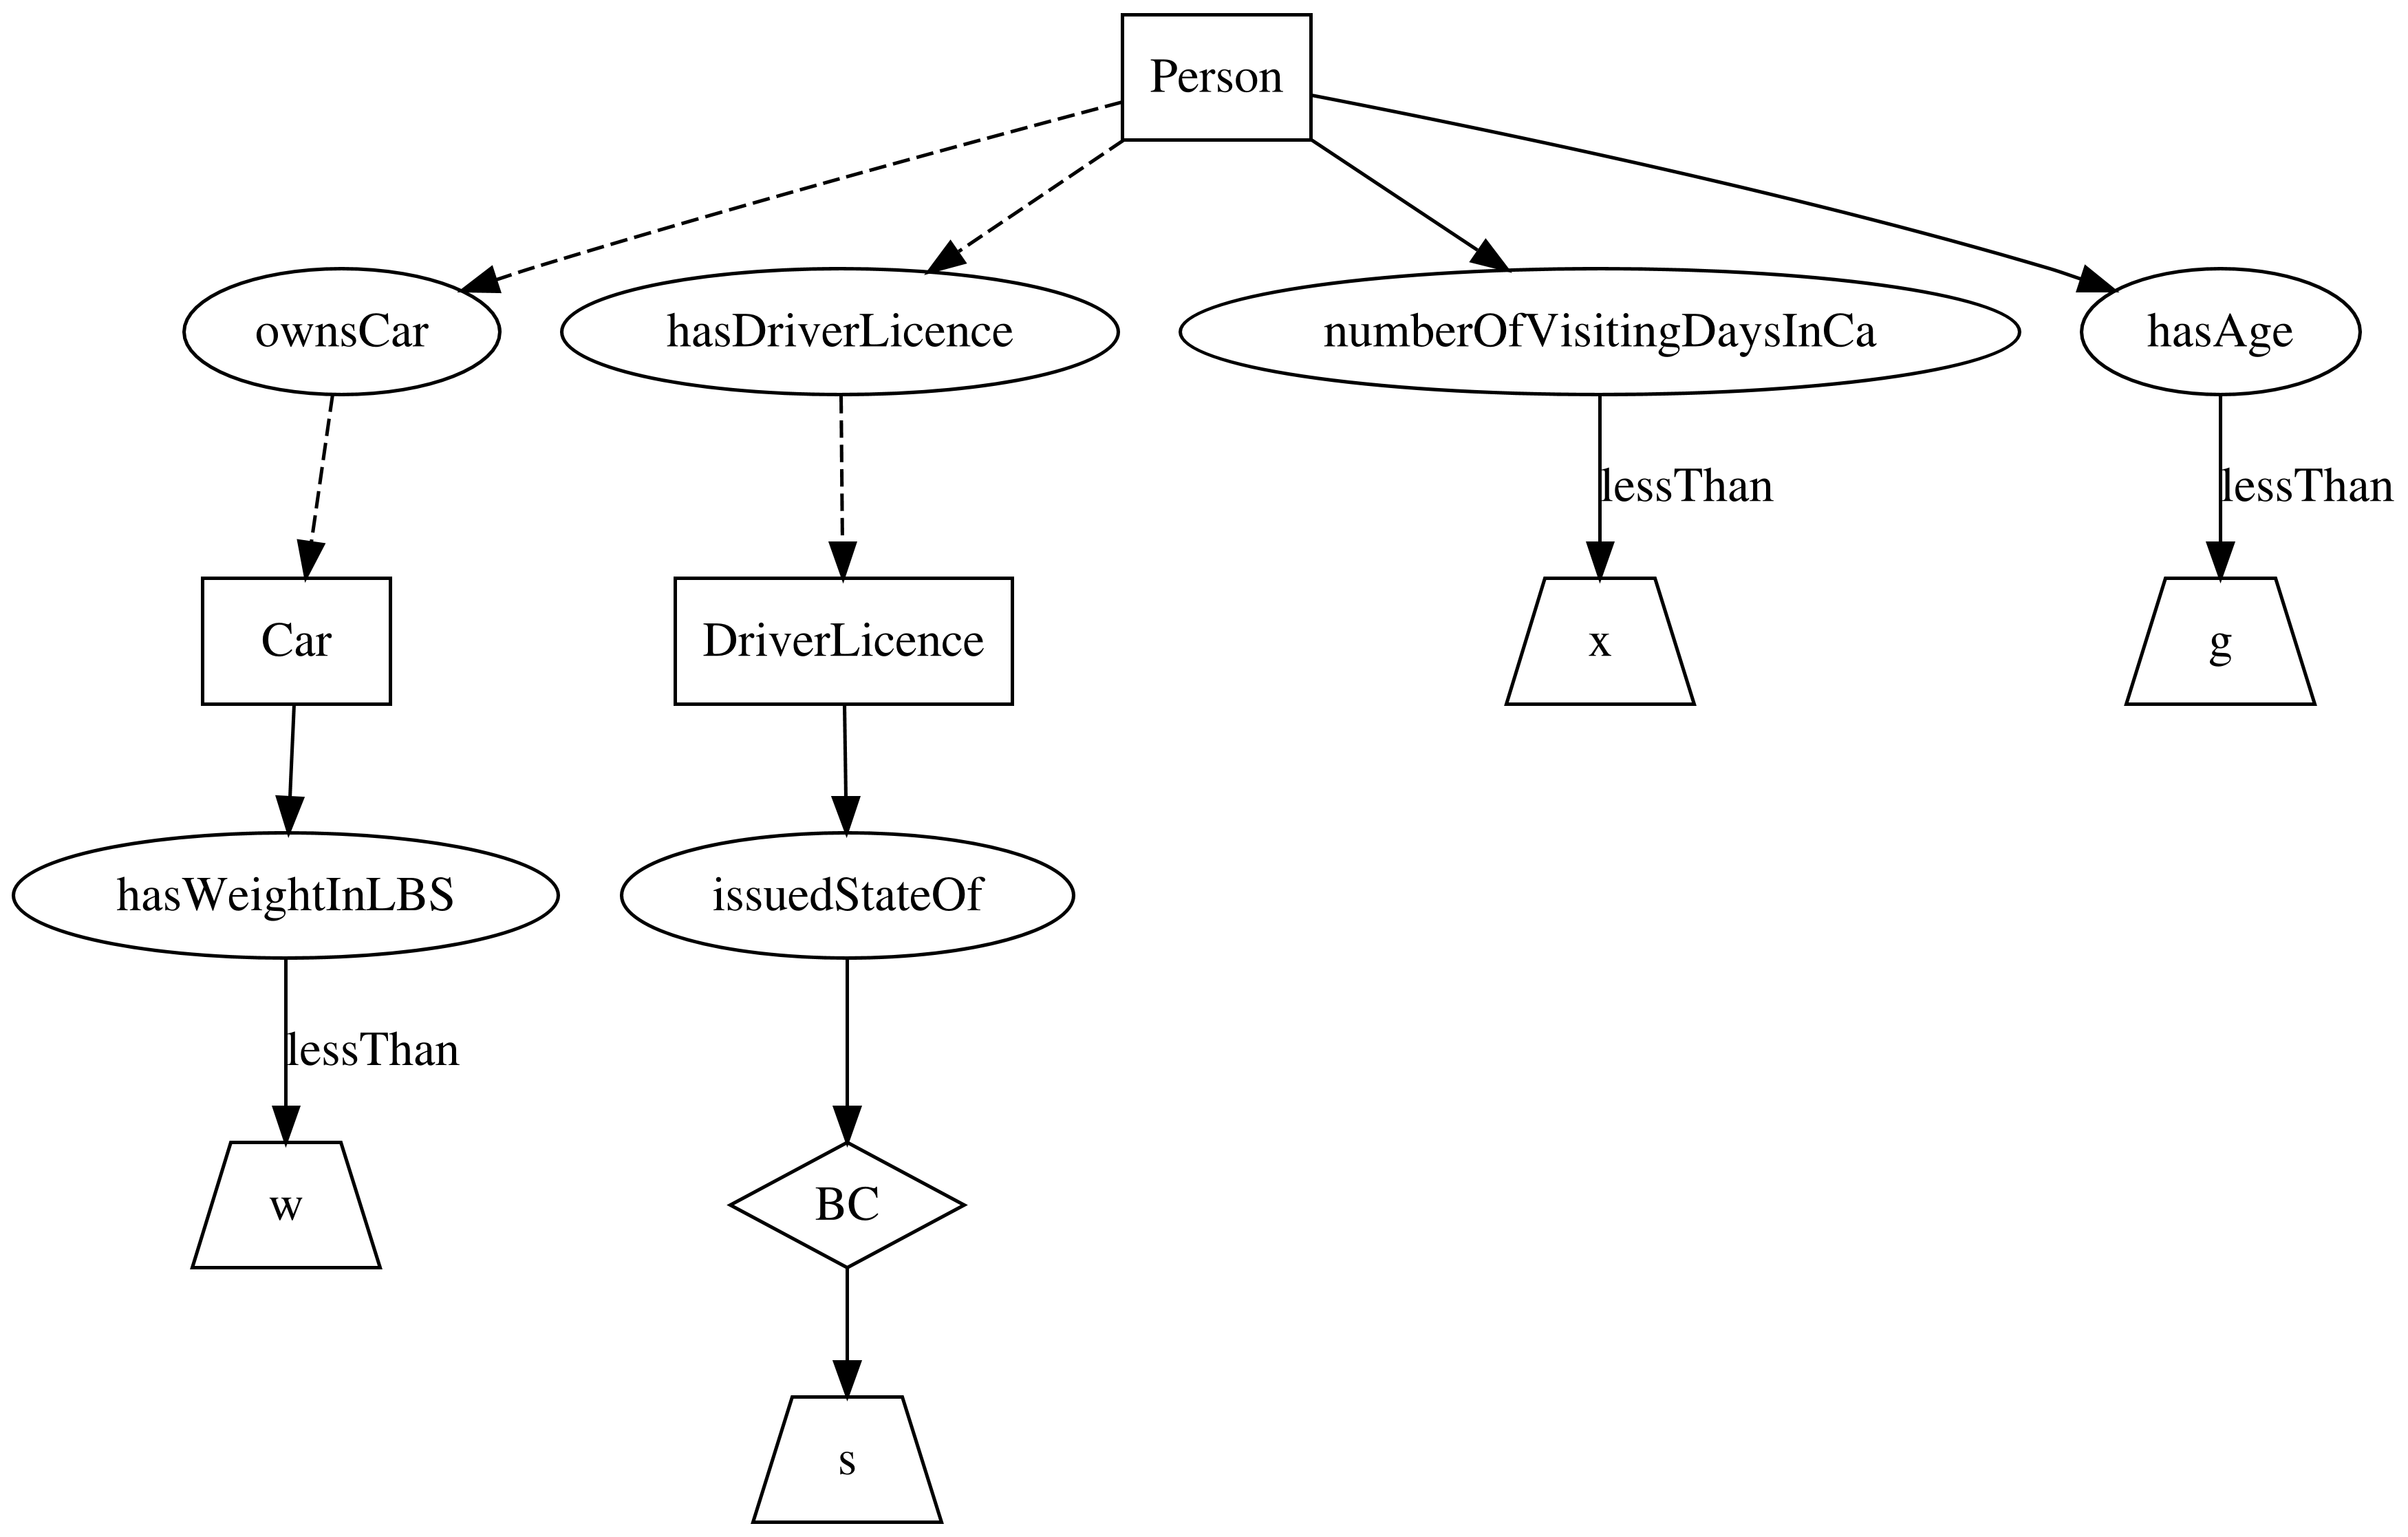 Person
ownsCar
hasDriverLicence
numberOfVisitingDaysInCa
hasAge
lessThan
lessThan
Car
DriverLicence
x
g
hasWeightInLBS
issuedStateOf
lessThan
w
BC
s